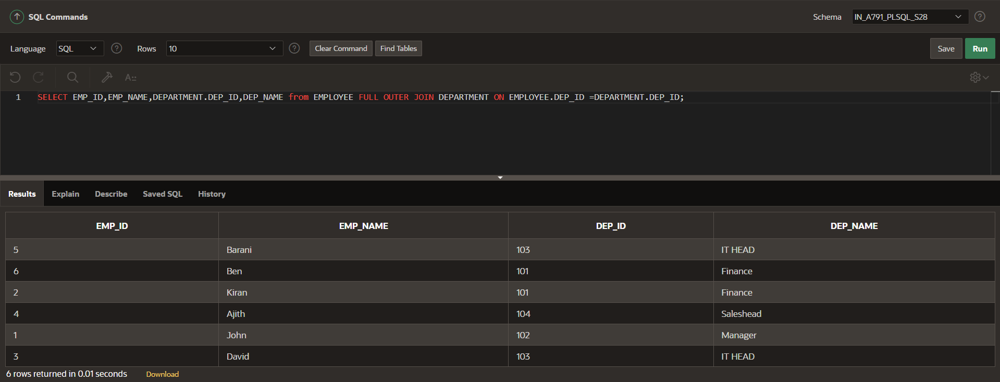 SQL Commands Schema IN_A791_PLSQL_S28
Language SQL Rows 10 Clear Command Find Tables Save Run
A::
1 SELECT EMP_ID,EMP_NAME,DEPARTMENT.DEP_ID,DEP_NAME from EMPLOYEE FULL OUTER JOIN DEPARTMENT ON EMPLOYEE.DEP_ID =DEPARTMENT.DEP_ID;
Results Explain Describe Saved SQL History
EMP_ID EMP_NAME DEP_ID DEP_NAME
5 Barani 103 IT HEAD
6 Ben 101 Finance
2 Kiran 101 Finance
4 Ajith 104 Saleshead
1 John 102 Manager
3 David 103 IT HEAD
6 rows returned in 0.01 seconds Download